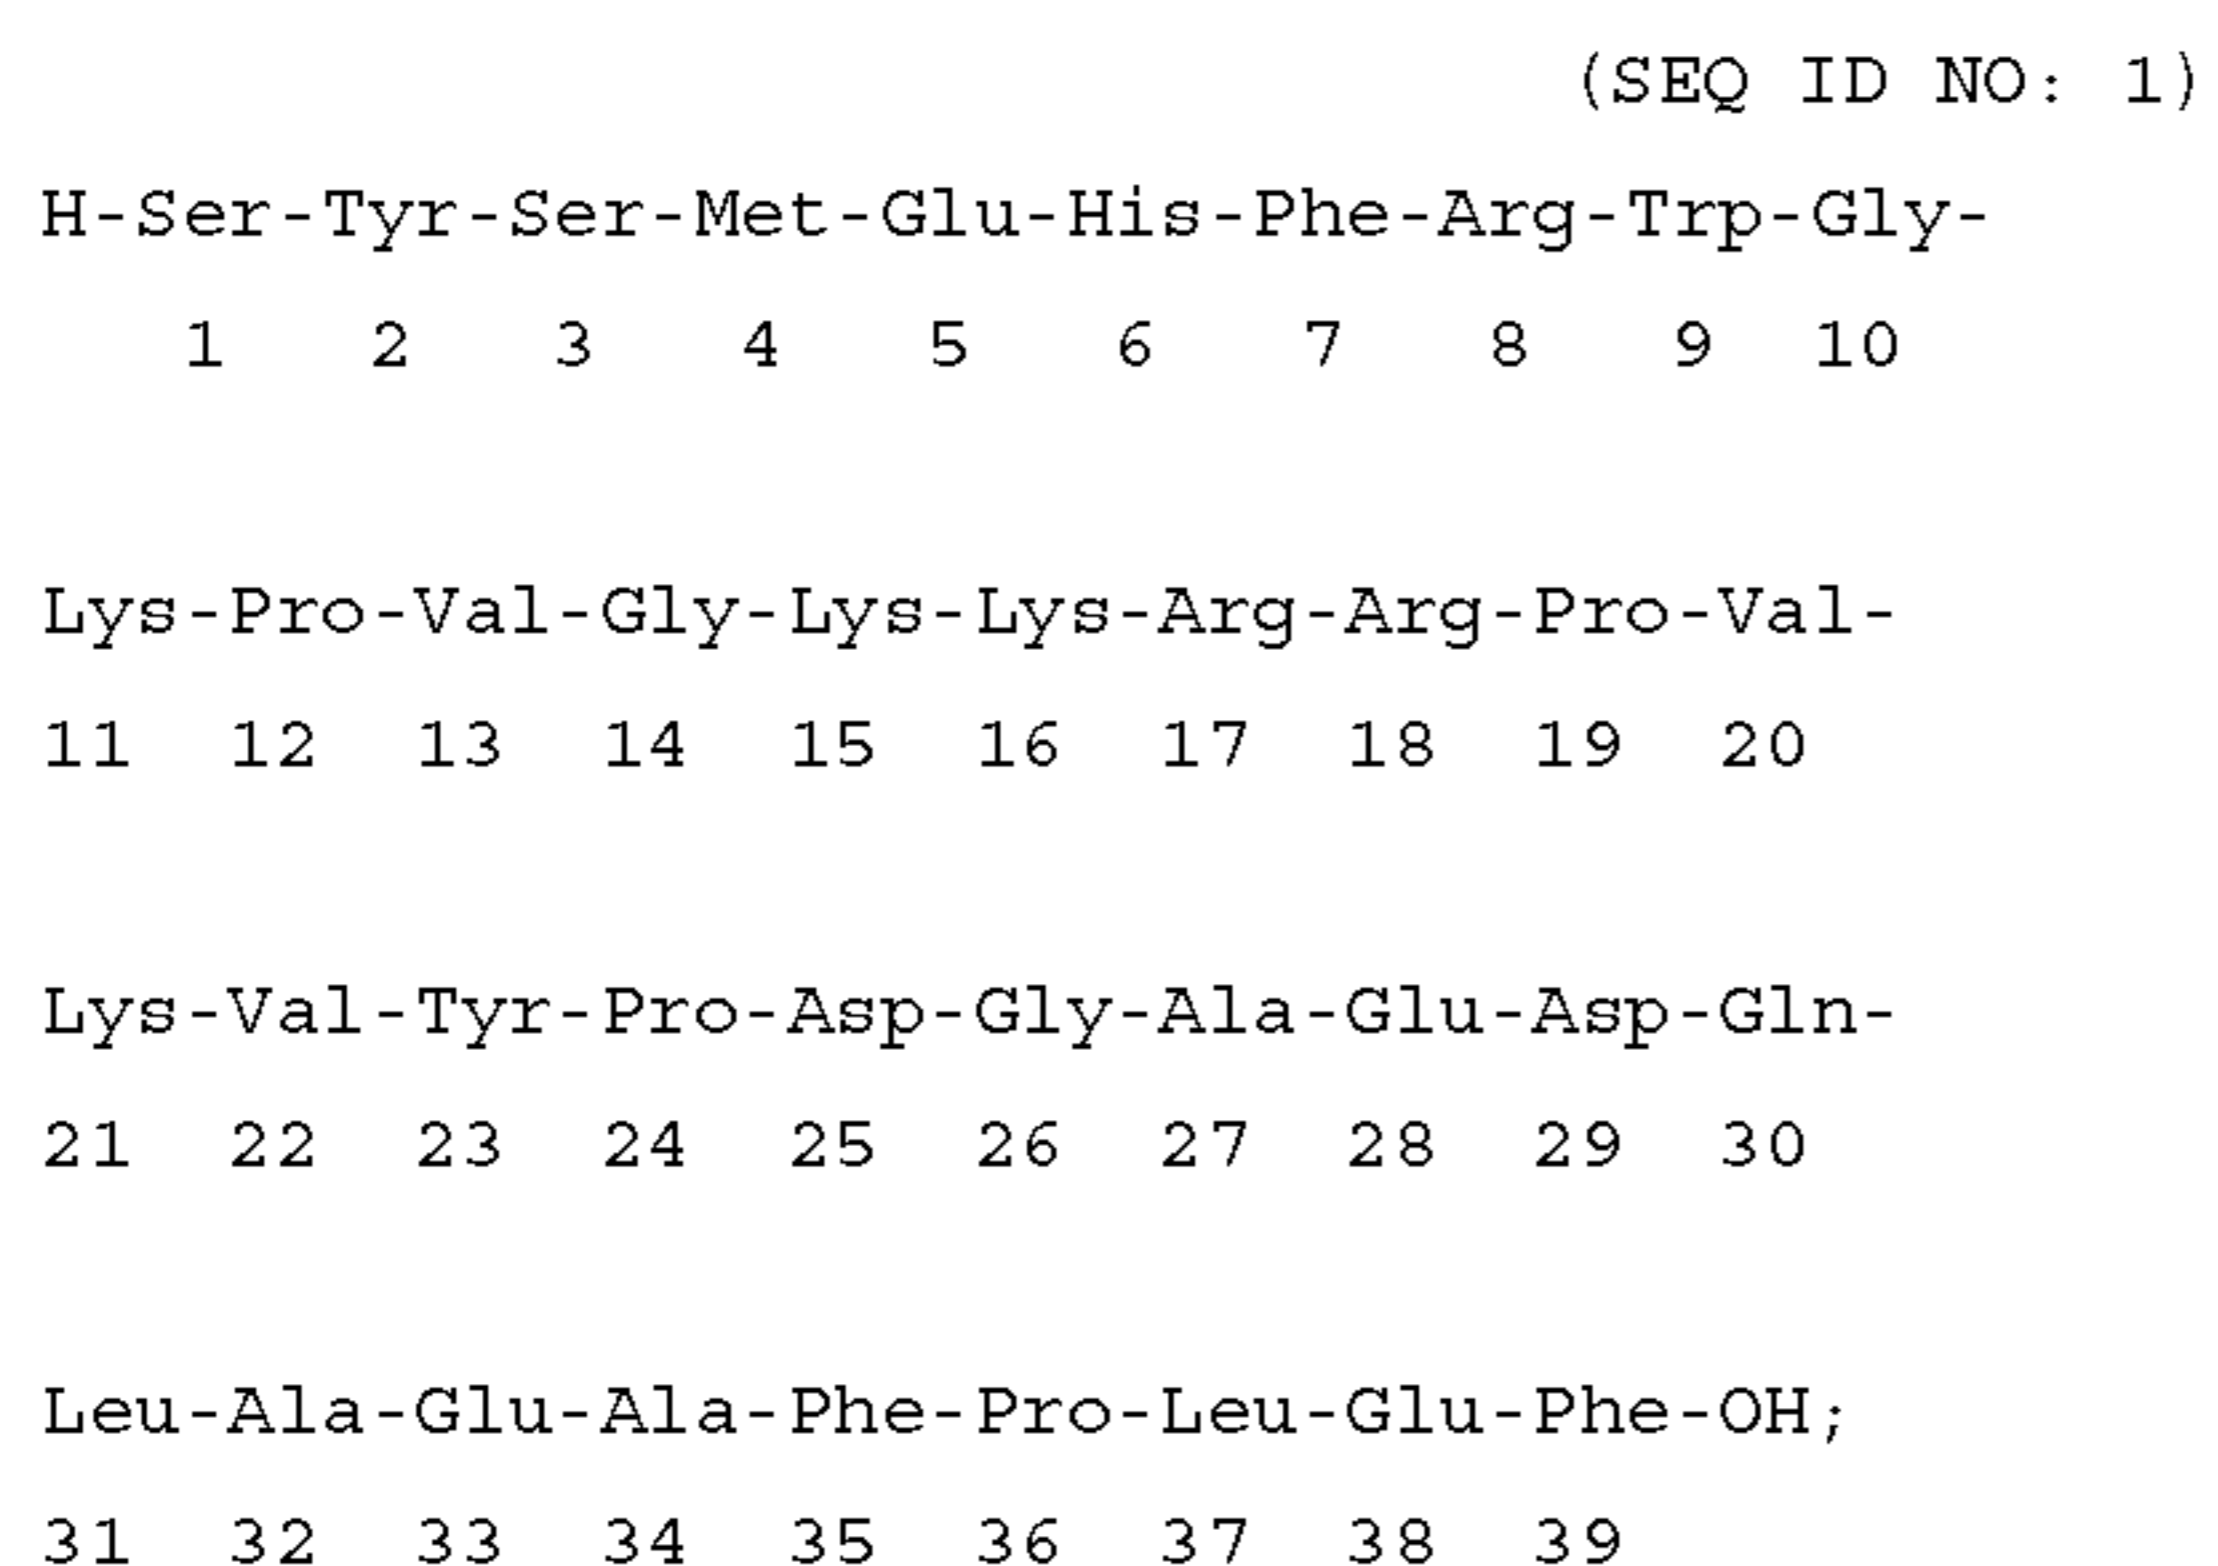 (SEQ ID NO: 1)
H-Ser-Tyr-Ser-Met-Glu-His-Phe-Arg-Trp-Gly-
1 2 3 4 5 6 7 8 9 10
Lys-Pro-Val-Gly-Lys-Lys-Arg-Arg-Pro-Val-
11 12 13 14 15 16 17 18 19 20
Lys-Val-Tyr-Pro-Asp-Gly-Ala-Glu-Asp-Gln-
21 22 23 24 25 26 27 28 29 30
Leu-Ala-Glu-Ala-Phe-Pro-Leu-Glu-Phe-OH;
31 32 33 34 35 36 37 38 39